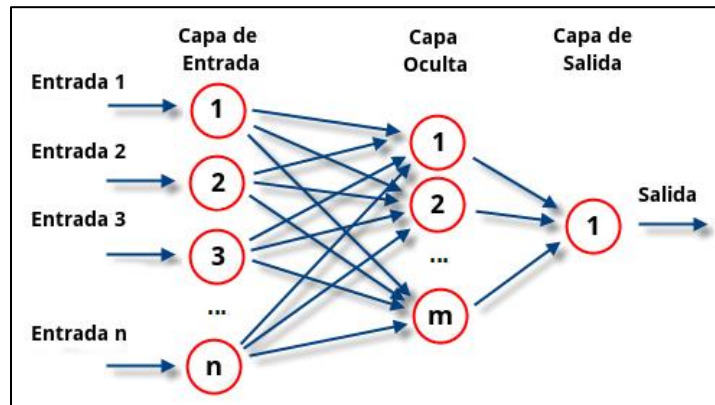 Capa de
Entrada
Capa
Oculta
Capa de
Salida
Entrada 1
1
Entrada 2
2
Entrada 3
3
...
Entrada n
n
1
2
...
m
1
Salida